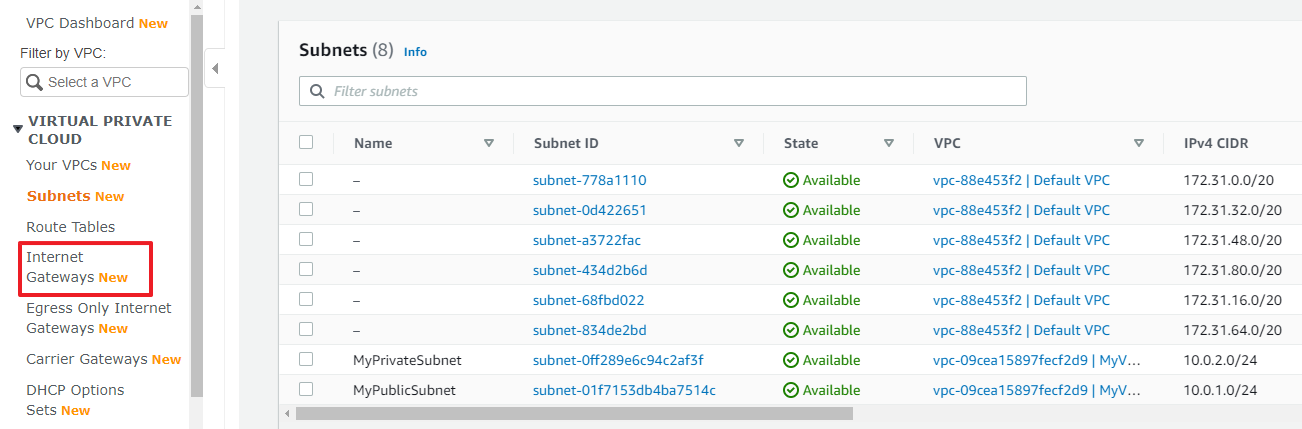 VPC Dashboard New
Filter by VPC:
Select a VPC
VIRTUAL PRIVATE
CLOUD
Your VPCs New
Subnets New
Route Tables
Internet
Gateways New
Egress Only Internet
Gateways New
Carrier Gateways New
DHCP Options
Sets New
Subnets (8) Info
Filter subnets
Name Subnet ID State VPC IPv4 CIDR
– subnet-778a1110 Available vpc-88e453f2 | Default VPC 172.31.0.0/20
– subnet-0d422651 Available vpc-88e453f2 | Default VPC 172.31.32.0/20
– subnet-a3722fac Available vpc-88e453f2 | Default VPC 172.31.48.0/20
– subnet-434d2b6d Available vpc-88e453f2 | Default VPC 172.31.80.0/20
– subnet-68fbd022 Available vpc-88e453f2 | Default VPC 172.31.16.0/20
– subnet-834de2bd Available vpc-88e453f2 | Default VPC 172.31.64.0/20
MyPrivateSubnet subnet-0ff289e6c94c2af3f Available vpc-09cea15897fecf2d9 | MyV... 10.0.2.0/24
MyPublicSubnet subnet-01f7153db4ba7514c Available vpc-09cea15897fecf2d9 | MyV... 10.0.1.0/24